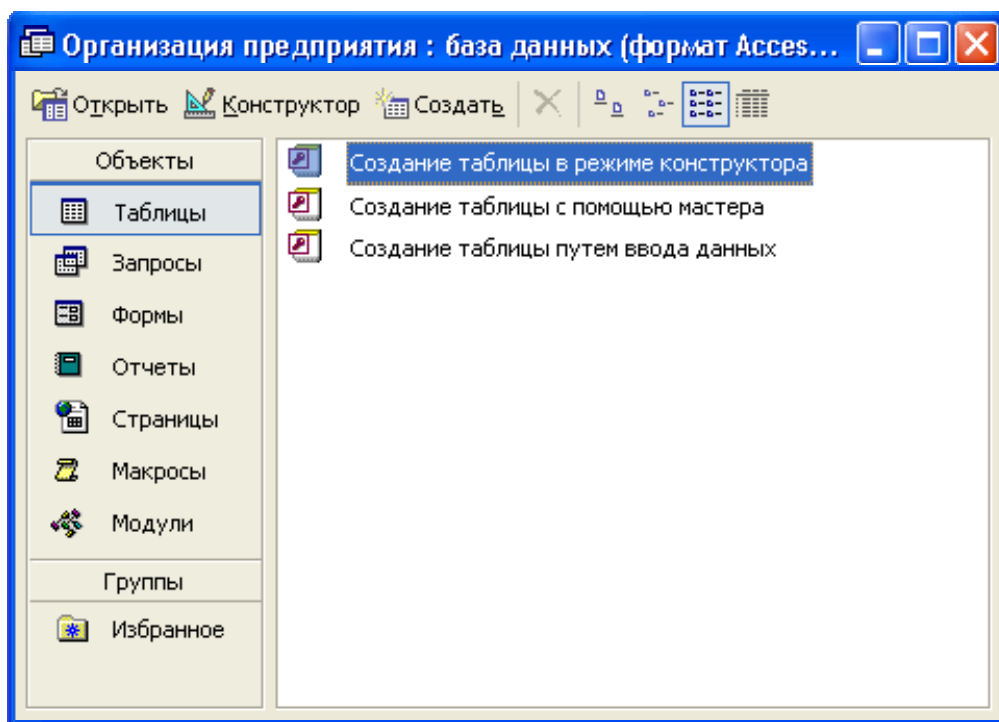 Организация предприятия : база данных (формат Acces...
Открыть Конструктор Создать
Объекты
Таблицы
Запросы
Формы
Отчеты
Страницы
Макросы
Модули
Группы
Избранное
Создание таблицы в режиме конструктора
Создание таблицы с помощью мастера
Создание таблицы путем ввода данных